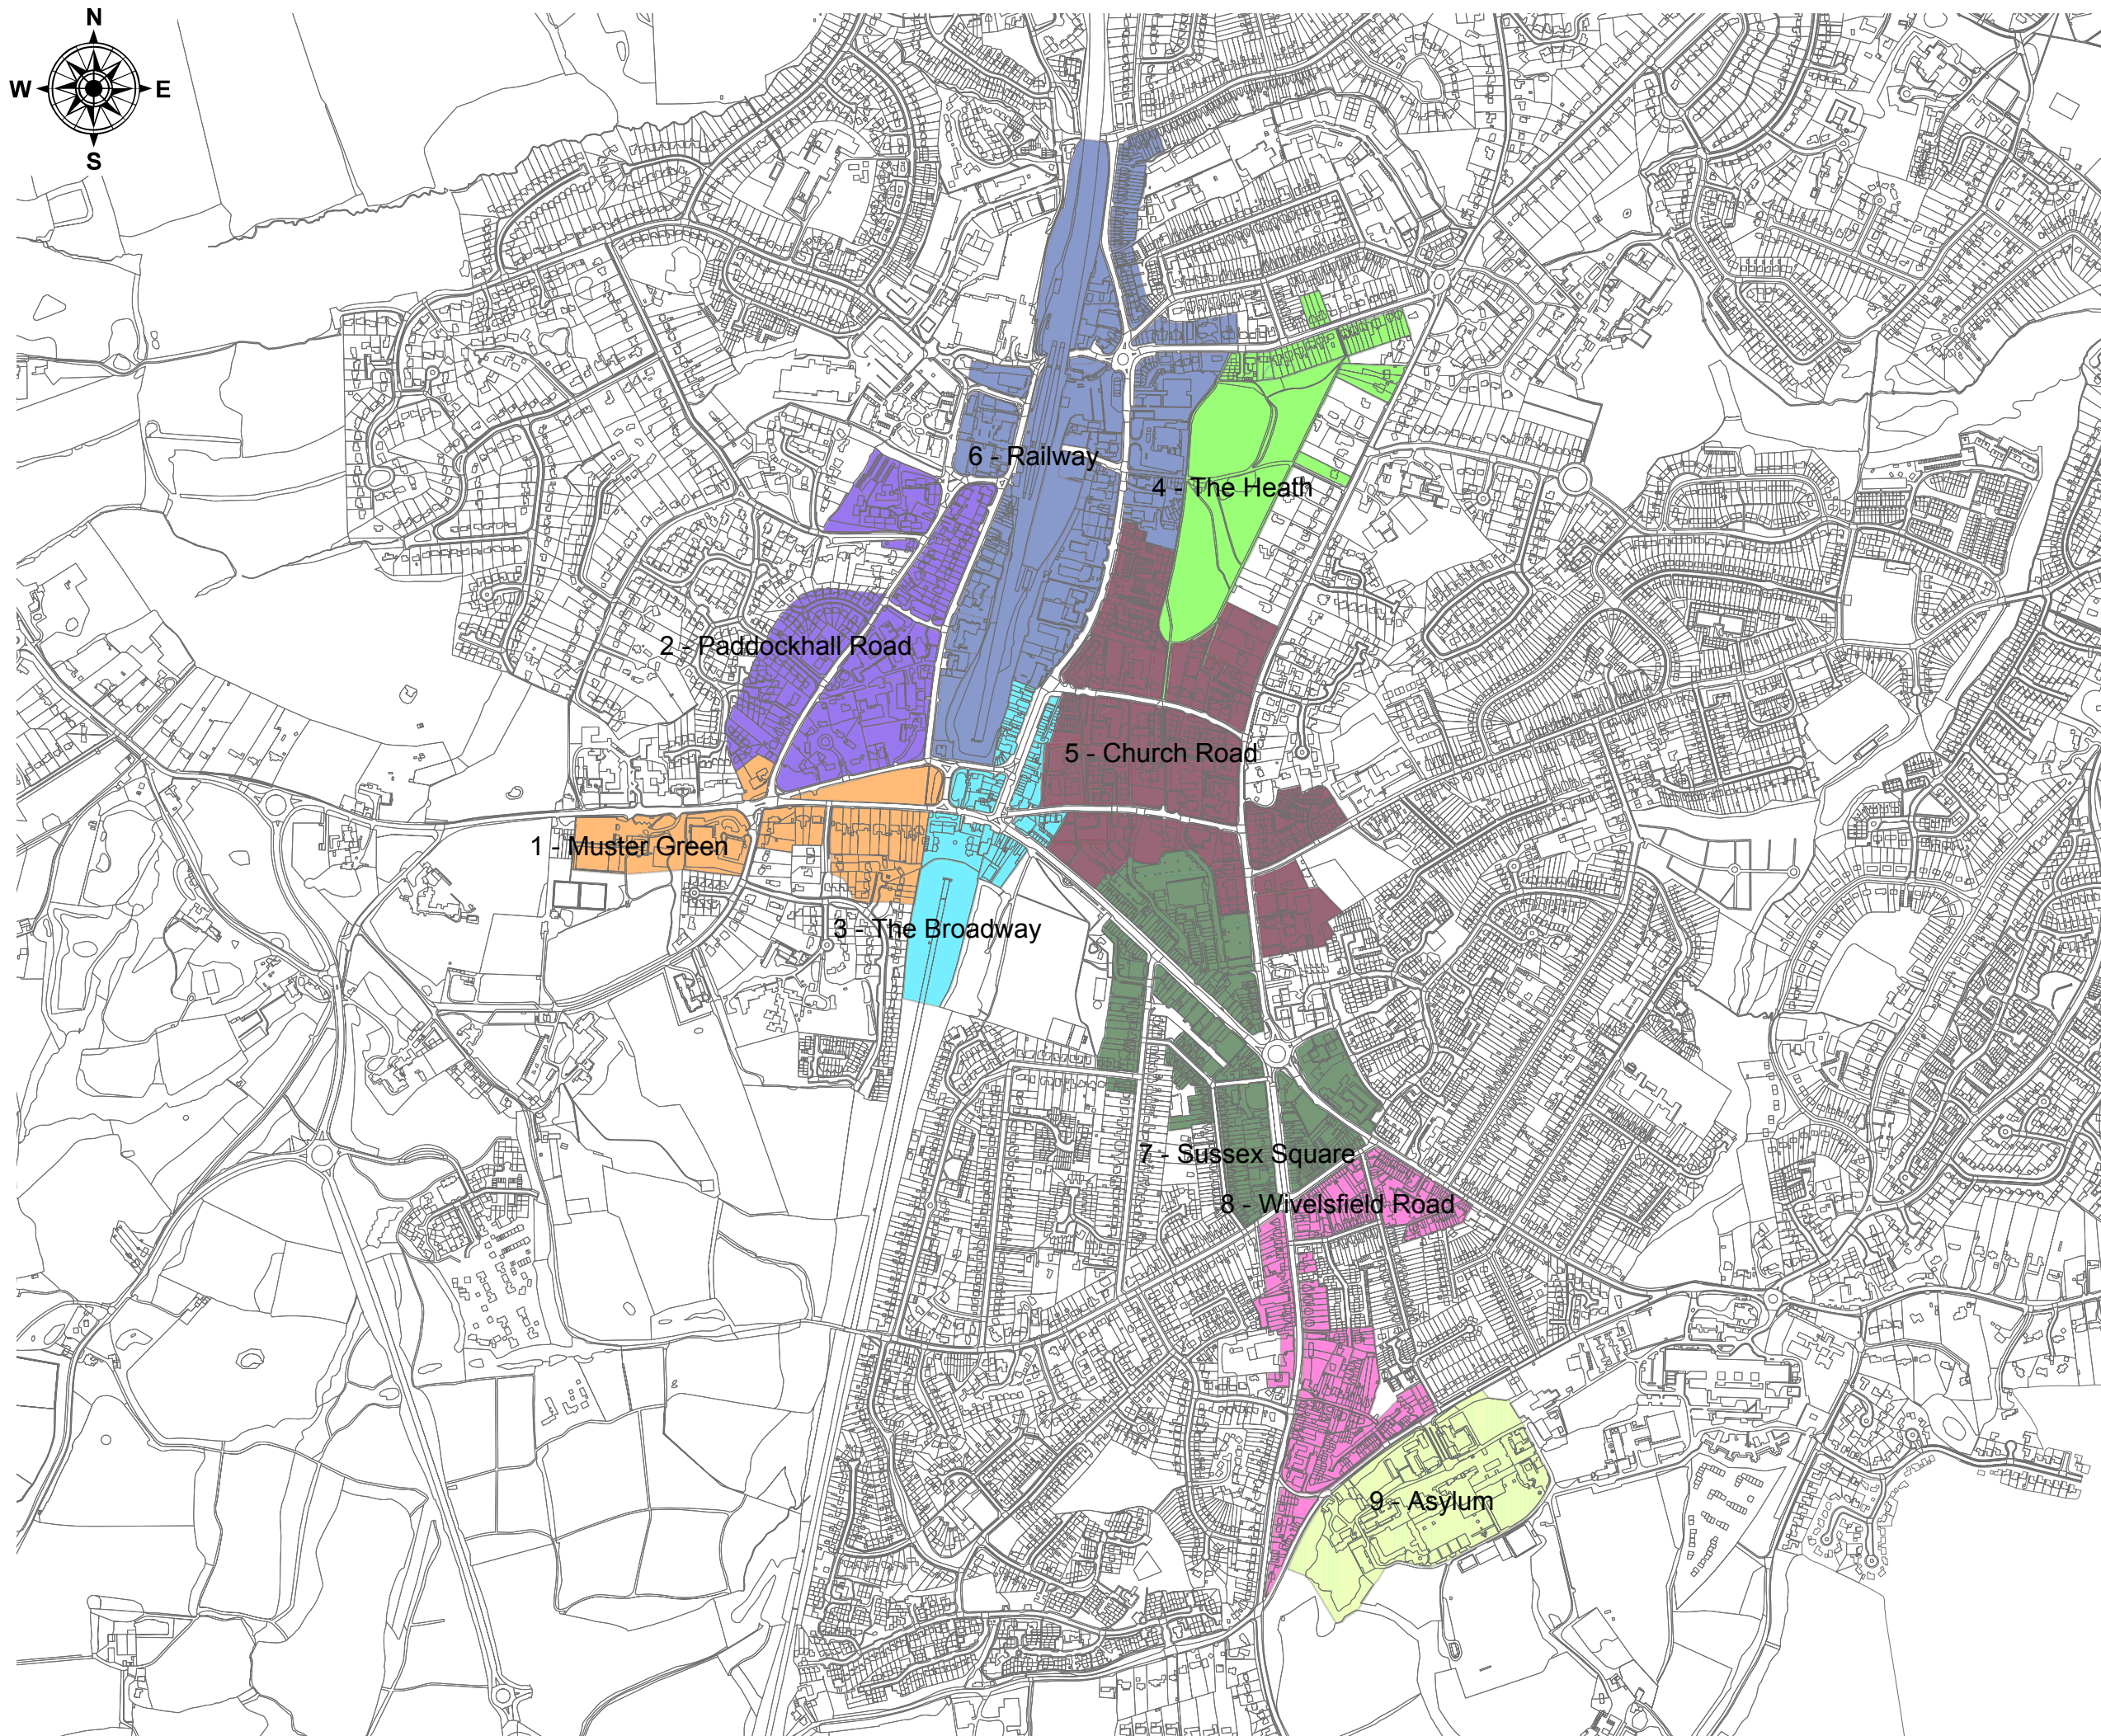 N
W E
S
6 - Railway
4 - The Heath
2 - Paddockhall Road
5 - Church Road
1 - Muster Green
3 - The Broadway
7 - Sussex Square
8 - Wivelsfield Road
9 - Asylum